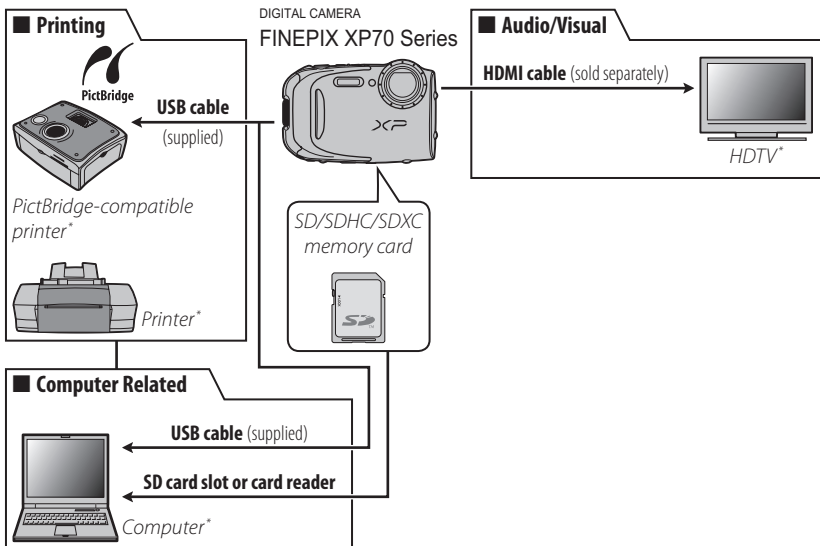 ■ Printing
PictBridge
USB cable
(supplied)
PictBridge-compatible
printer*
Printer*
DIGITAL CAMERA
FINEPIX XP70 Series
XP
SD/SDHC/SDXC
memory card
SD
■ Audio/Visual
HDMI cable (sold separately)
HDTV*
■ Computer Related
USB cable (supplied)
SD card slot or card reader
Computer*